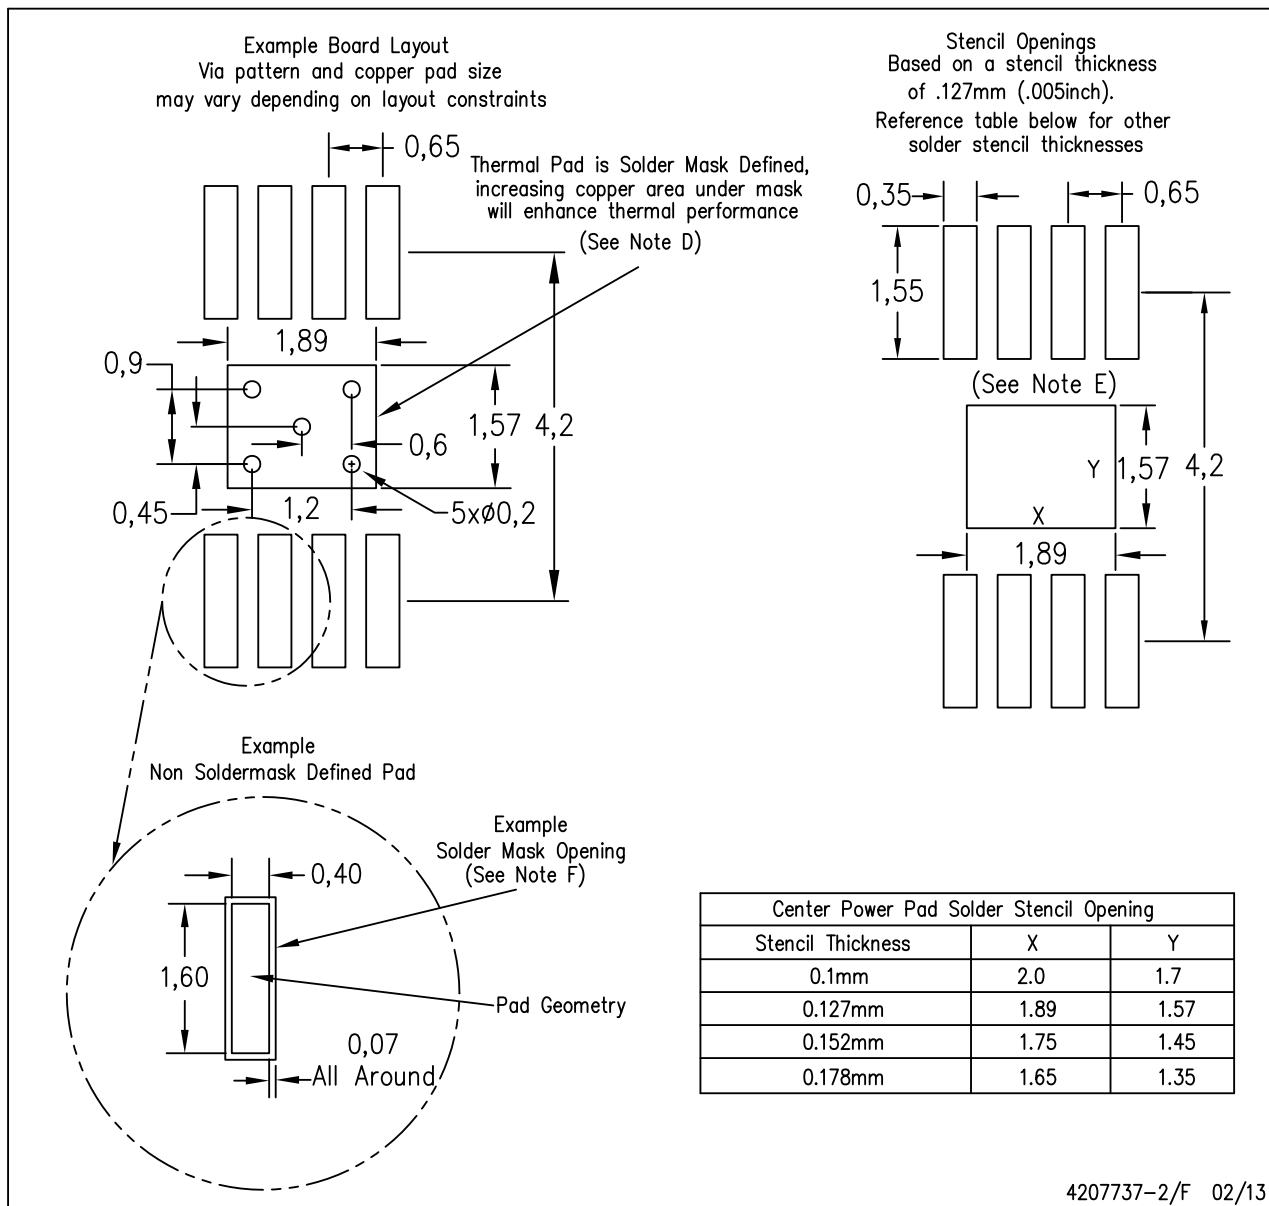 Example Board Layout
Via pattern and copper pad size
may vary depending on layout constraints
0,65
Thermal Pad is Solder Mask Defined,
increasing copper area under mask
will enhance thermal performance
(See Note D)
1,89
0,9
1,57
4,2
0,6
0,45
1,2
5xø0,2
Stencil Openings
Based on a stencil thickness
of .127mm (.005inch).
Reference table below for other
solder stencil thicknesses
0,35
0,65
1,55
(See Note E)
Y
1,57
4,2
X
1,89
Example
Non Soldermask Defined Pad
Example
Solder Mask Opening
(See Note F)
0,40
1,60
Pad Geometry
0,07
All Around
Center Power Pad Solder Stencil Opening
Stencil Thickness X Y
0.1mm 2.0 1.7
0.127mm 1.89 1.57
0.152mm 1.75 1.45
0.178mm 1.65 1.35
4207737-2/F 02/13